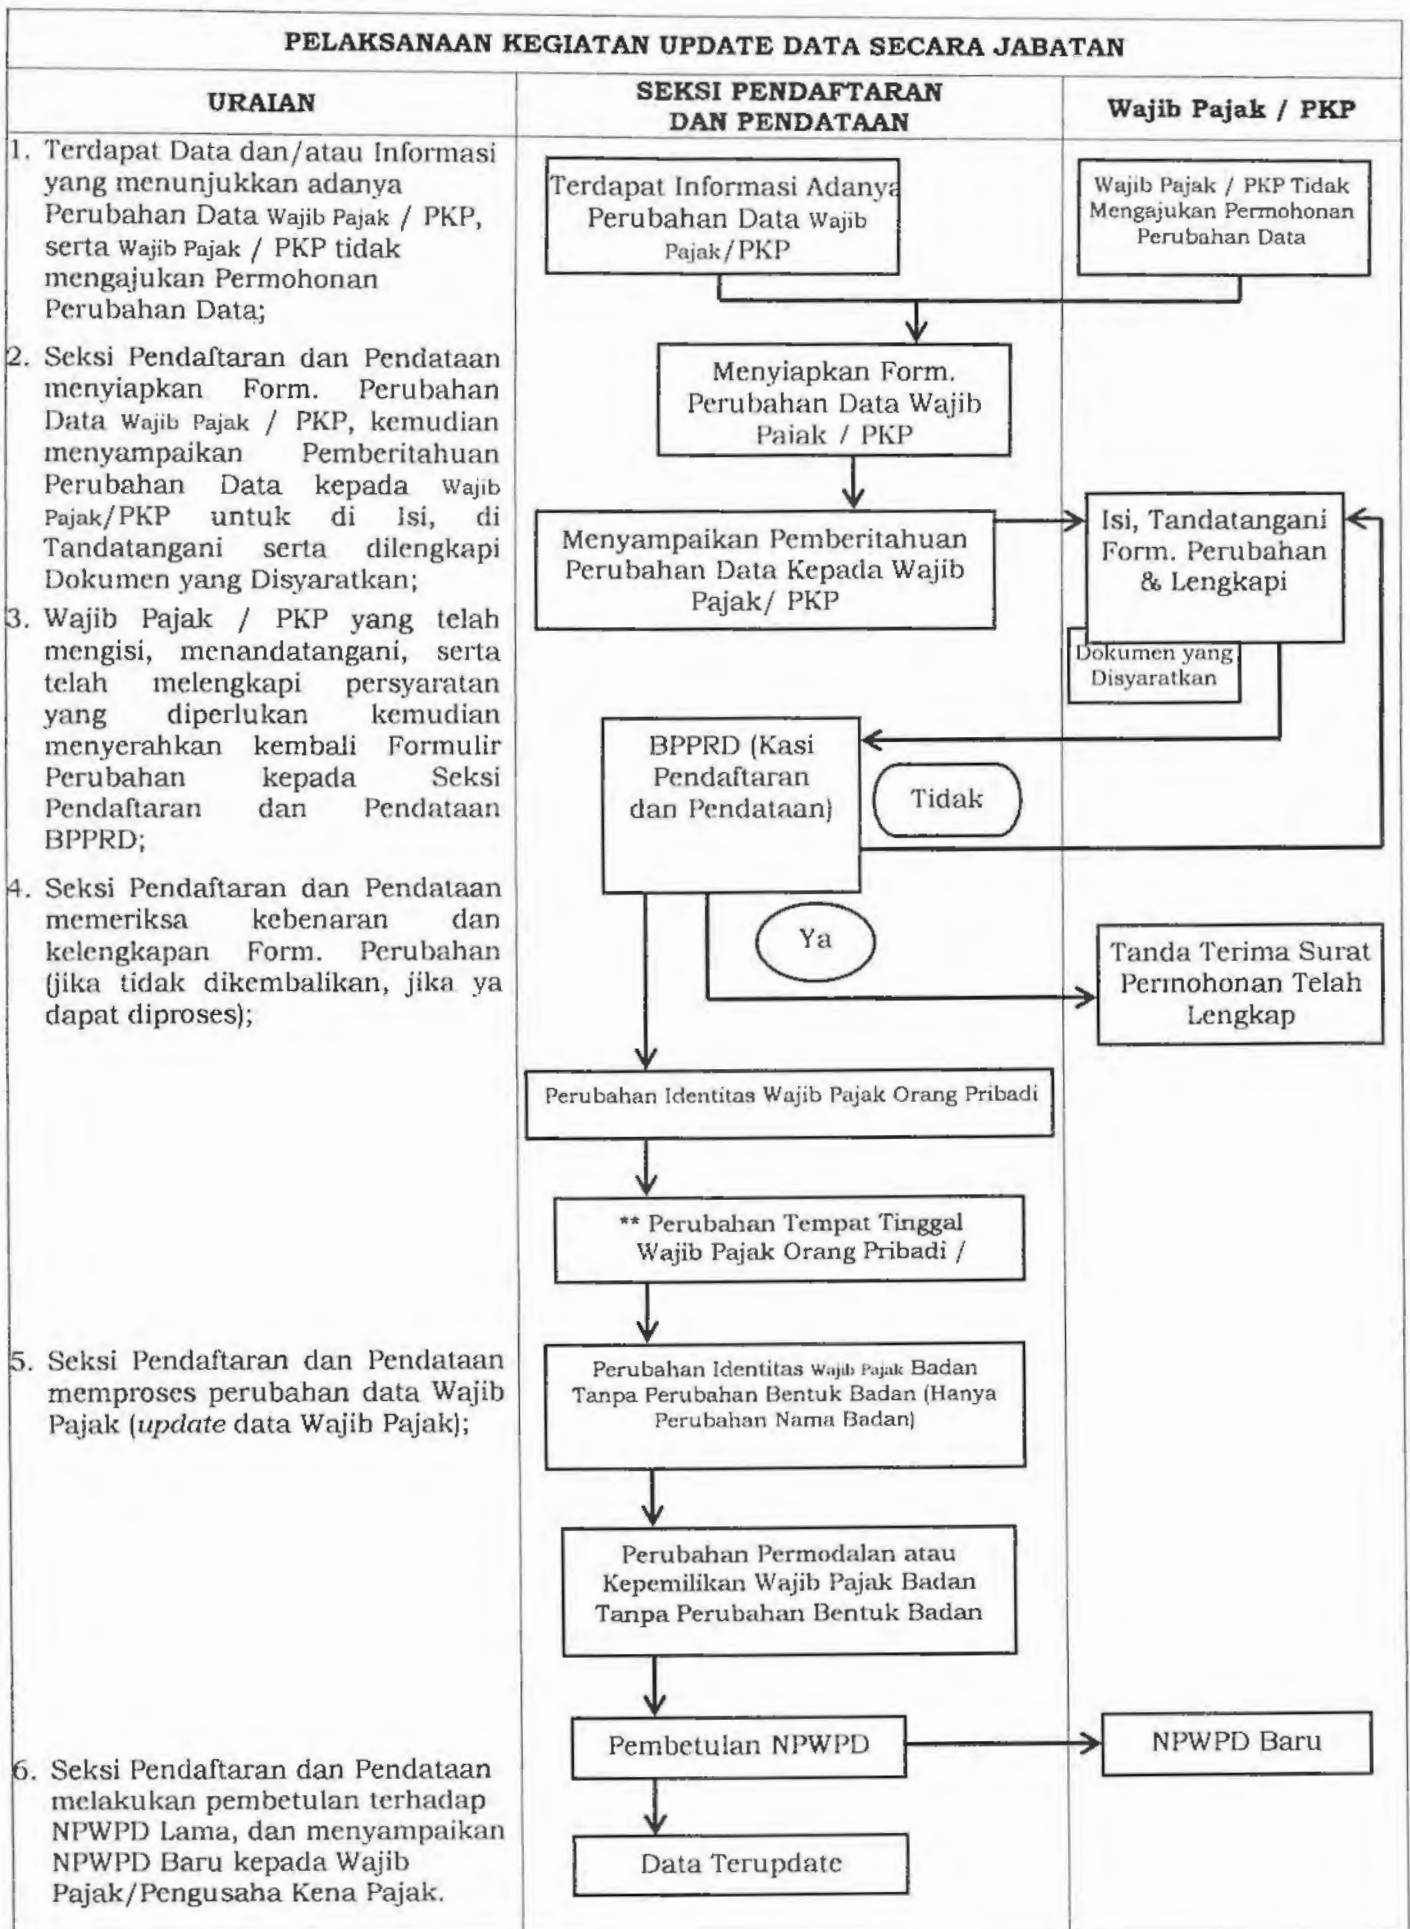 PELAKSANAAN KEGIATAN UPDATE DATA SECARA JABATAN
URAIAN
SEKSI PENDAFTARAN
DAN PENDATAAN
Wajib Pajak / PKP
1. Terdapat Data dan/atau Informasi
yang menunjukkan adanya
Perubahan Data Wajib Pajak / PKP,
serta Wajib Pajak / PKP tidak
mengajukan Permohonan
Perubahan Data;
2. Seksi Pendaftaran dan Pendataan
menyiapkan Form. Perubahan
Data Wajib Pajak / PKP, kemudian
menyampaikan Pemberitahuan
Perubahan Data kepada Wajib
Pajak/PKP untuk di Isi, di
Tandatangani serta dilengkapi
Dokumen yang Disyaratkan;
3. Wajib Pajak / PKP yang telah
mengisi, menandatangani, serta
telah melengkapi persyaratan
yang diperlukan kemudian
menyerahkan kembali Formulir
Perubahan kepada Seksi
Pendaftaran dan Pendataan
BPPRD;
4. Seksi Pendaftaran dan Pendataan
memeriksa kebenaran dan
kelengkapan Form. Perubahan
(jika tidak dikembalikan, jika ya
dapat diproses);
5. Seksi Pendaftaran dan Pendataan
memproses perubahan data Wajib
Pajak (update data Wajib Pajak);
6. Seksi Pendaftaran dan Pendataan
melakukan pembetulan terhadap
NPWPD Lama, dan menyampaikan
NPWPD Baru kepada Wajib
Pajak/Pengusaha Kena Pajak.
Terdapat Informasi Adanya
Perubahan Data Wajib
Pajak/PKP
Wajib Pajak / PKP Tidak
Mengajukan Permohonan
Perubahan Data
Menyiapkan Form.
Perubahan Data Wajib
Paiak / PKP
Menyampaikan Pemberitahuan
Perubahan Data Kepada Wajib
Pajak/ PKP
Isi, Tandatangani
Form. Perubahan
& Lengkapi
Dokumen yang
Disyaratkan
BPPRD (Kasi
Pendaftaran
dan Pendataan)
Tidak
Ya
Tanda Terima Surat
Permohonan Telah
Lengkap
Perubahan Identitas Wajib Pajak Orang Pribadi
** Perubahan Tempat Tinggal
Wajib Pajak Orang Pribadi /
Perubahan Identitas Wajib Pajak Badan
Tanpa Perubahan Bentuk Badan (Hanya
Perubahan Nama Badan)
Perubahan Permodalan atau
Kepemilikan Wajib Pajak Badan
Tanpa Perubahan Bentuk Badan
Pembetulan NPWPD
NPWPD Baru
Data Terupdate